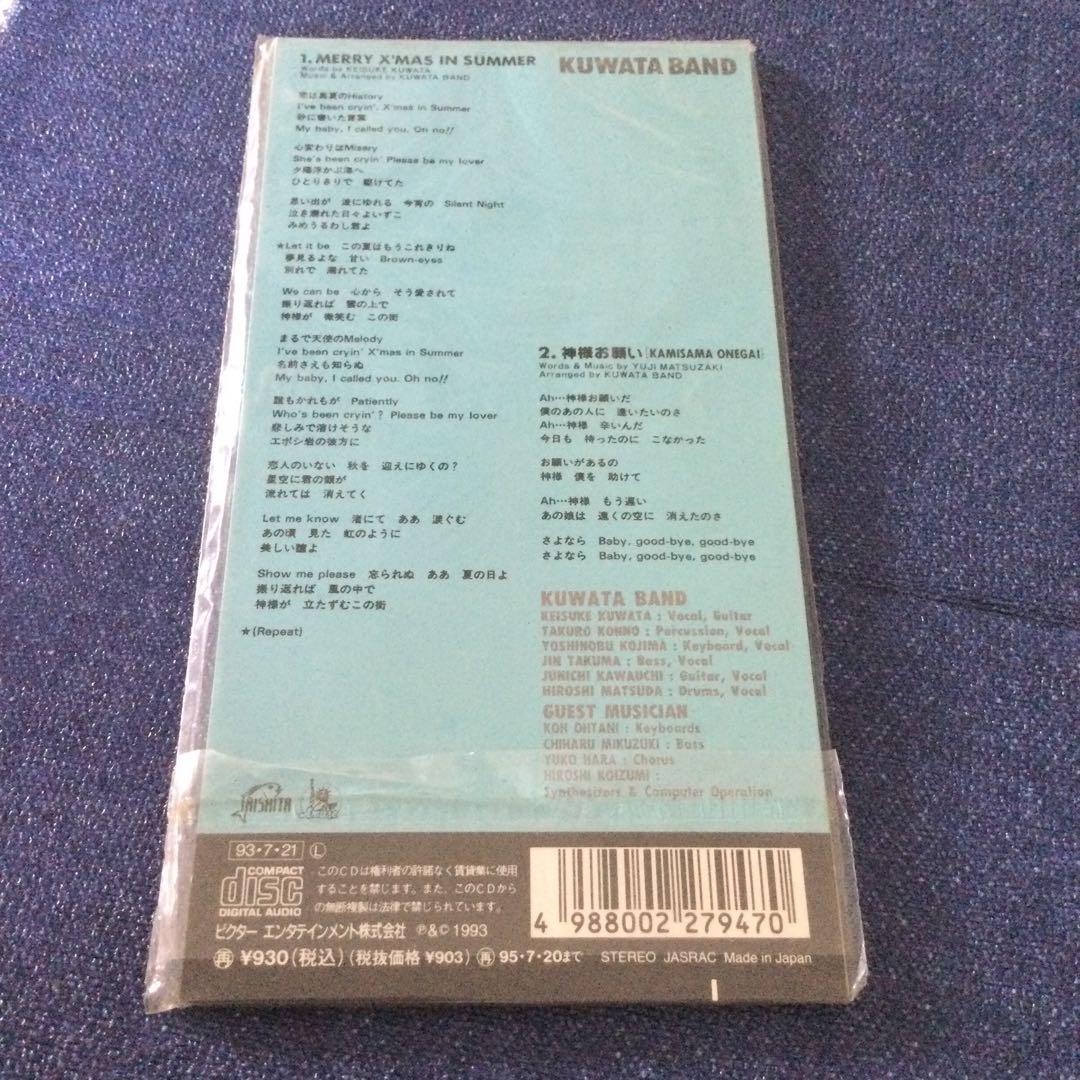 1. MERRY X'MAS IN SUMMER
Words by KEISUKE KUWATA
Music & Arranged by KUWATA BAND
KUWATA BAND
恋は真夏のHistory
I've been cryin'. X'mas in Summer
砂に書いた言葉
My baby, I called you. Oh no!!
心変わりはMisery
She's been cryin' Please be my lover
夕陽浮かぶ海へ
ひとりきりで 駆けてた
思い出が 波にゆれる 今宵の Silent Night
泣き濡れた日々よいずこ
みめうるわし君よ
★Let it be この夏はもうこれきりね
夢見るよな 甘い Brown-eyes
別れで 濡れてた
We can be 心から そう愛されて
振り返れば 雲の上で
神様が 微笑む この街
まるで天使のMelody
I've been cryin' X'mas in Summer
名前さえも知らぬ
My baby, I called you. Oh no!!
誰もかれもが Patiently
Who's been cryin'? Please be my lover
悲しみで溶けそうな
エボシ岩の彼方に
恋人のいない 秋を 迎えにゆくの?
星空に君の顔が
流れては 消えてく
Let me know 渚にて ああ 涙ぐむ
あの頃 見た 虹のように
美しい誰よ
Show me please 忘られぬ ああ 夏の日よ
振り返れば 風の中で
神様が 立たずむこの街
★(Repeat)
2. 神様お願い [KAMISAMA ONEGAI]
Words & Music by YUJI MATSUZAKI
Arranged by KUWATA BAND
Ah…神様お願いだ
僕のあの人に 逢いたいのさ
Ah…神様 辛いんだ
今日も 待ったのに こなかった
お願いがあるの
神様 僕を 助けて
Ah…神様 もう遅い
あの娘は 遠くの空に 消えたのさ
さよなら Baby, good-bye, good-bye
さよなら Baby, good-bye, good-bye
KUWATA BAND
KEISUKE KUWATA : Vocal, Guitar
TAKURO KONNO : Percussion, Vocal
YOSHINOBU KOJIMA : Keyboard, Vocal
JIN TAKUMA : Bass, Vocal
JUNICHI KAWAUCHI : Guitar, Vocal
HIROSHI MATSUDA : Drums, Vocal
GUEST MUSICIAN
KOH OHTANI : Keyboards
CHIHARU MIKUZUKI : Bass
YUKO HARA : Chorus
HIROSHI KOIZUMI :
Synthesizers & Computer Operation
93・7・21 Ⓛ
COMPACT
disc
DIGITAL AUDIO
このCDは権利者の許諾なく賃貸業に使用
することを禁じます。また、このCDから
の無断複製は法律で禁じられています。
ビクター エンタテインメント株式会社 Ⓟ&© 1993
4 988002 279470
再 ¥930(税込)(税抜価格 ¥903) 再 95・7・20まで STEREO JASRAC Made in Japan